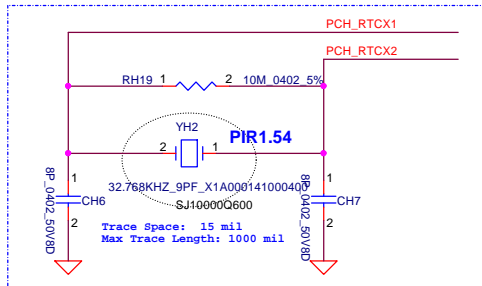 PCH_RTCX1
PCH_RTCX2
RH19 1 2 10M_0402_5%
YH2
PIR1.54
2 1
32.768KHZ_9PF_X1A000141000400
SJ10000Q600
8P_0402_50V8D
1
CH6
2
8P_0402_50V8D
1
CH7
2
Trace Space: 15 mil
Max Trace Length: 1000 mil